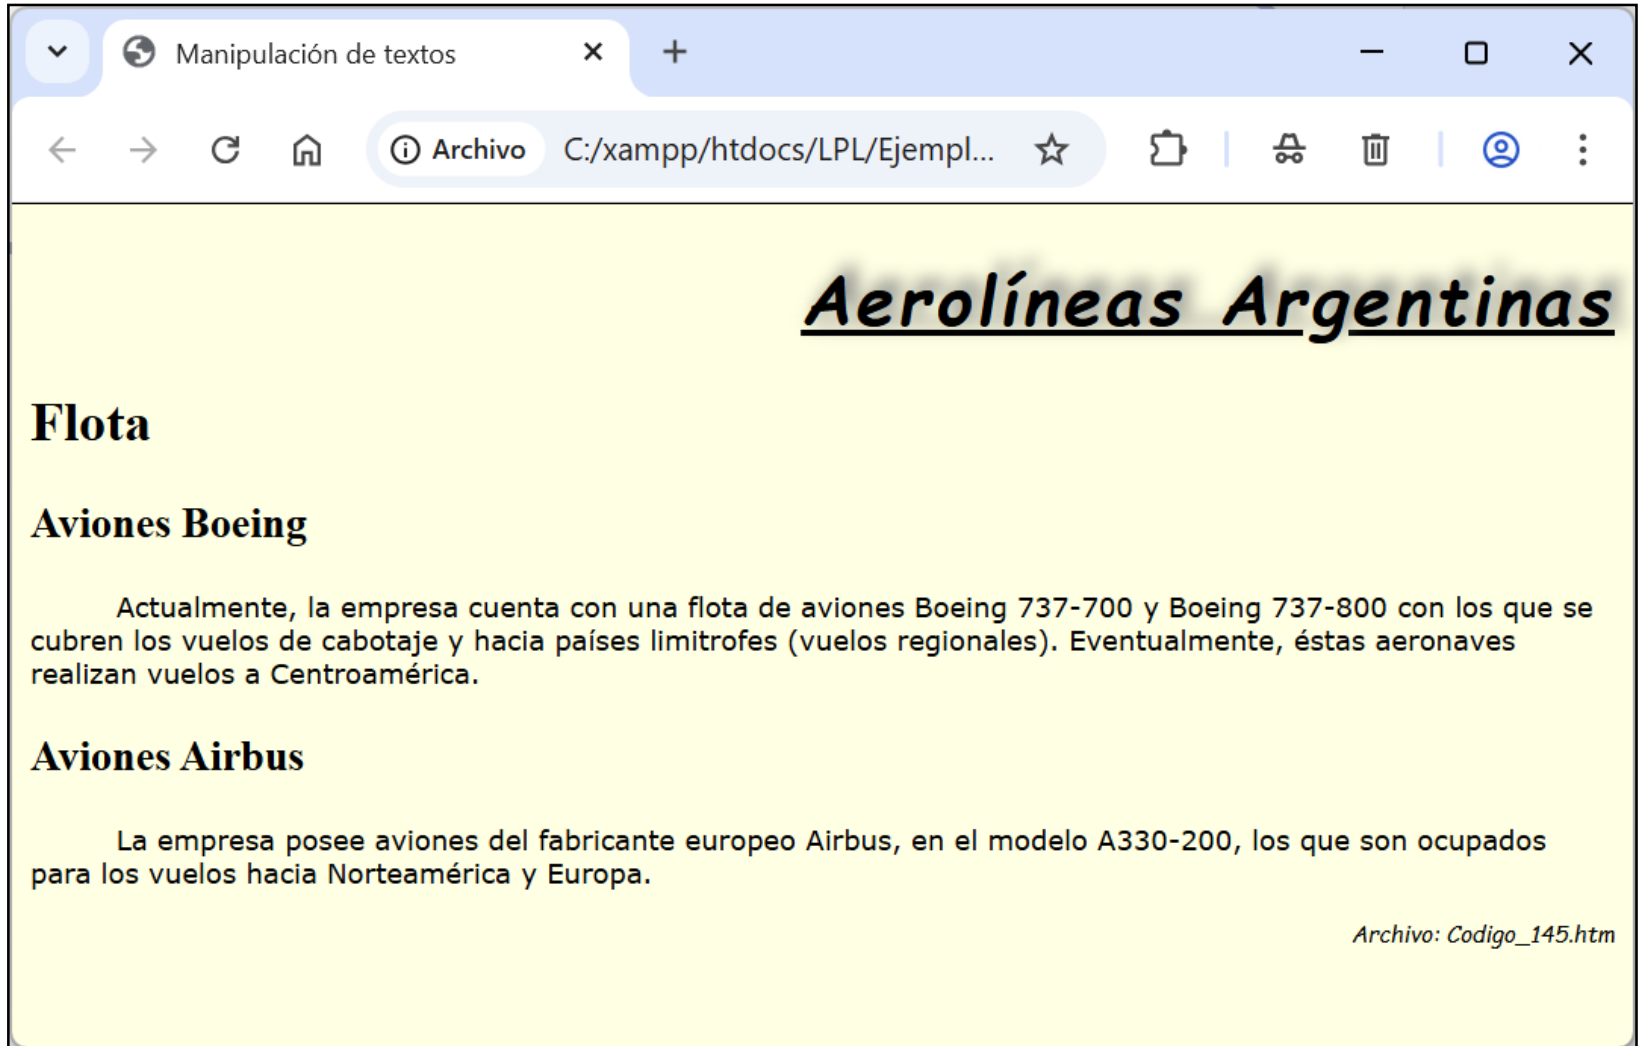 Manipulación de textos
Archivo C:/xampp/htdocs/LPL/Ejempl...
Aerolíneas Argentinas
Flota
Aviones Boeing
Actualmente, la empresa cuenta con una flota de aviones Boeing 737-700 y Boeing 737-800 con los que se
cubren los vuelos de cabotaje y hacia países limitrofes (vuelos regionales). Eventualmente, éstas aeronaves
realizan vuelos a Centroamérica.
Aviones Airbus
La empresa posee aviones del fabricante europeo Airbus, en el modelo A330-200, los que son ocupados
para los vuelos hacia Norteamérica y Europa.
Archivo: Codigo_145.htm